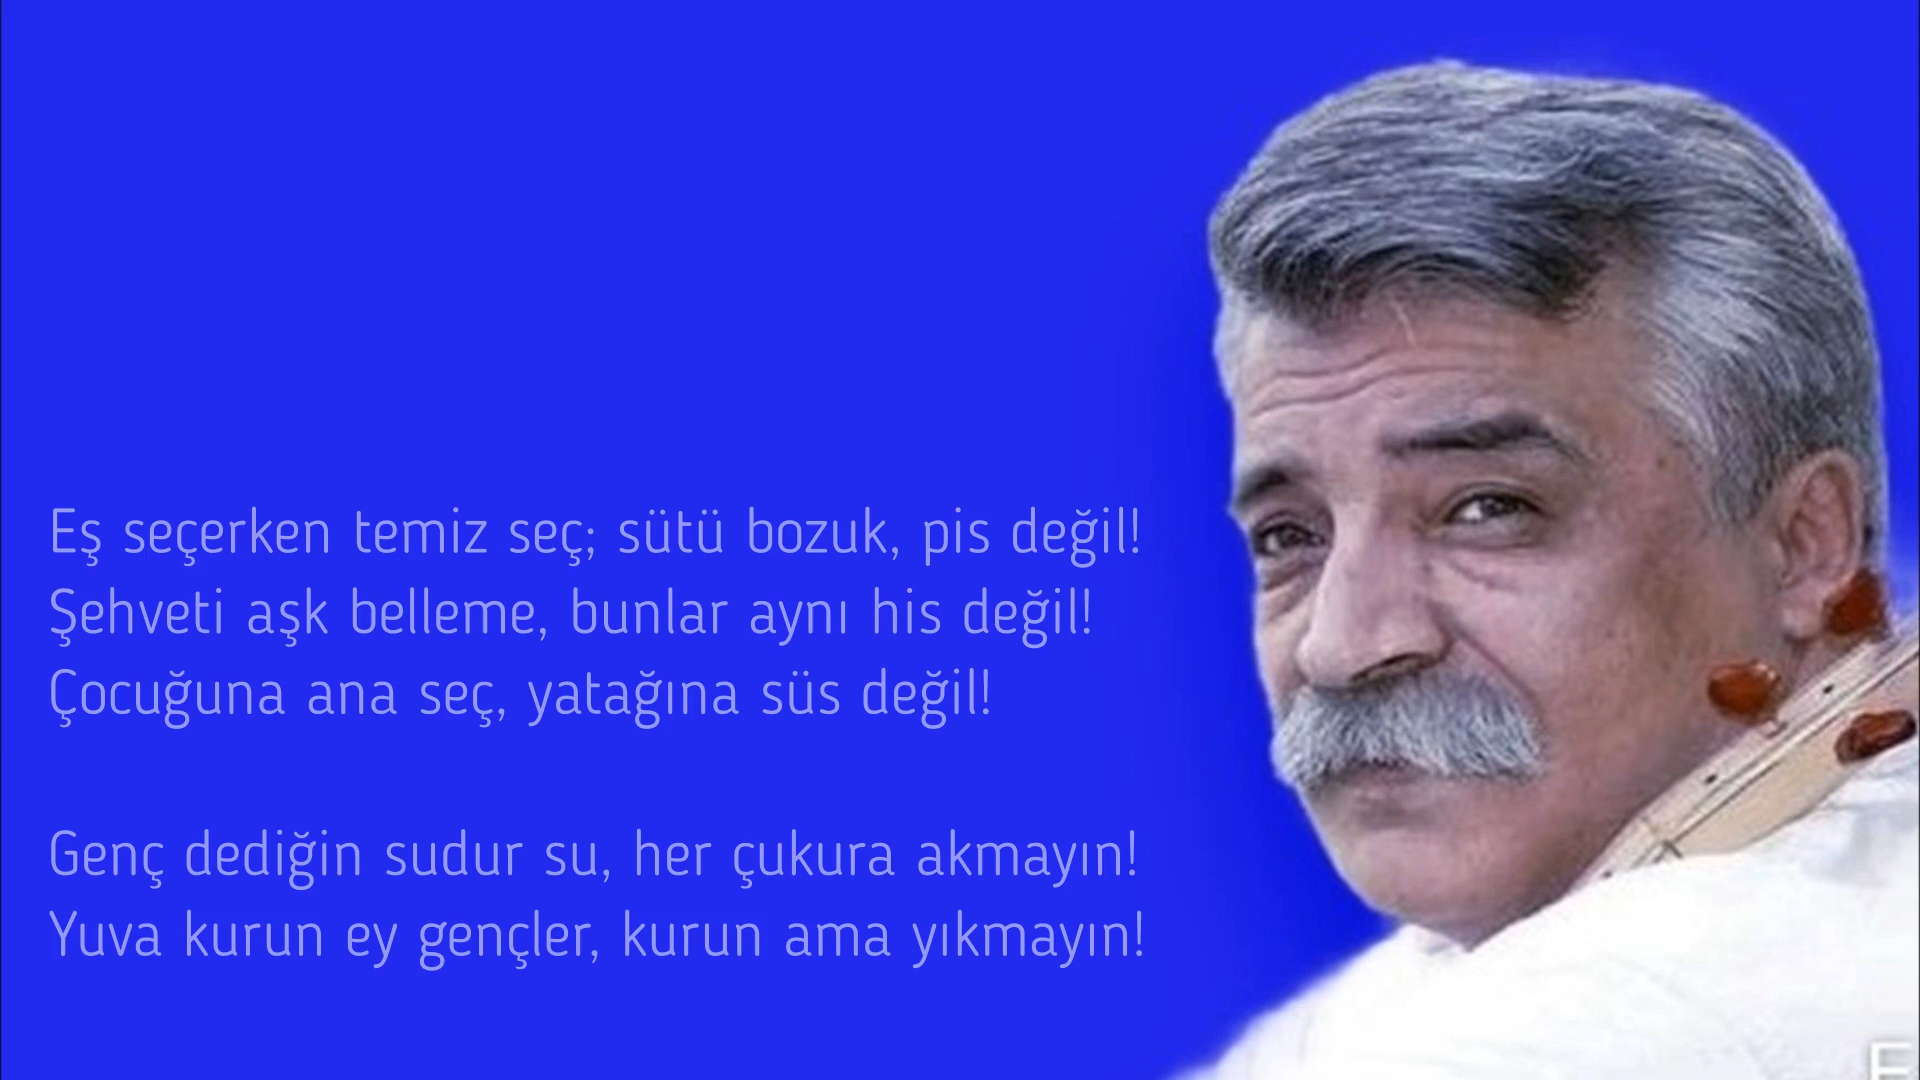 Eş seçerken temiz seç; sütü bozuk, pis değil!
Şehveti aşk belleme, bunlar aynı his değil!
Çocuğuna ana seç, yatağına süs değil!
Genç dediğin sudur su, her çukura akmayın!
Yuva kurun ey gençler, kurun ama yıkmayın!